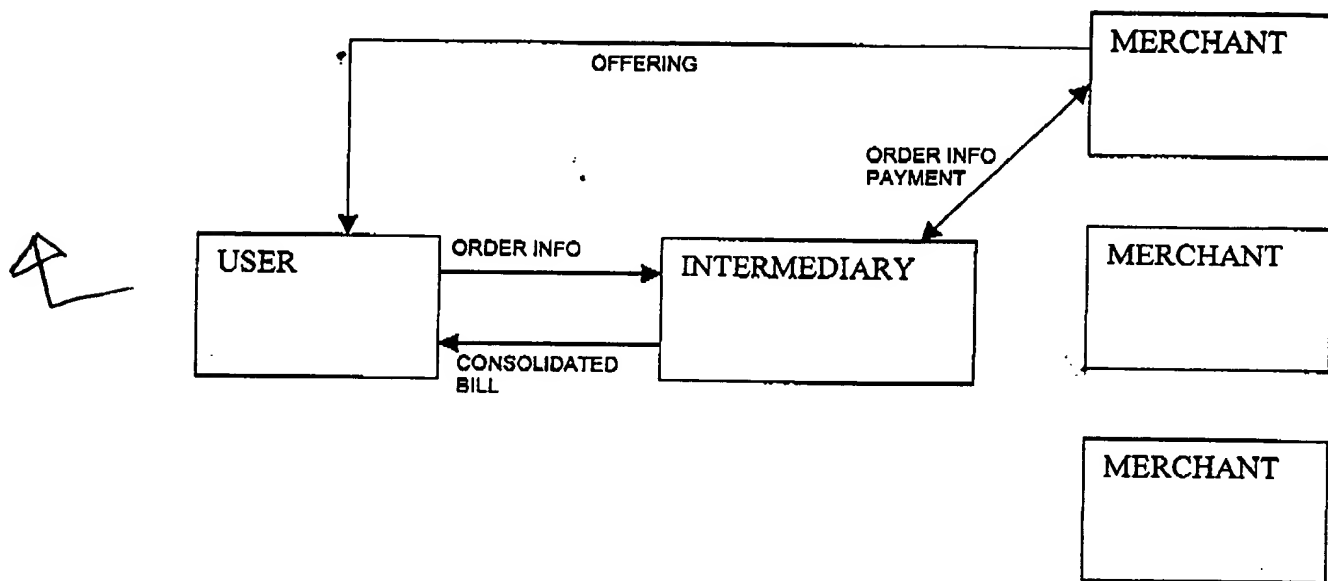 MERCHANT
OFFERING
ORDER INFO
PAYMENT
USER
ORDER INFO
INTERMEDIARY
MERCHANT
CONSOLIDATED
BILL
MERCHANT